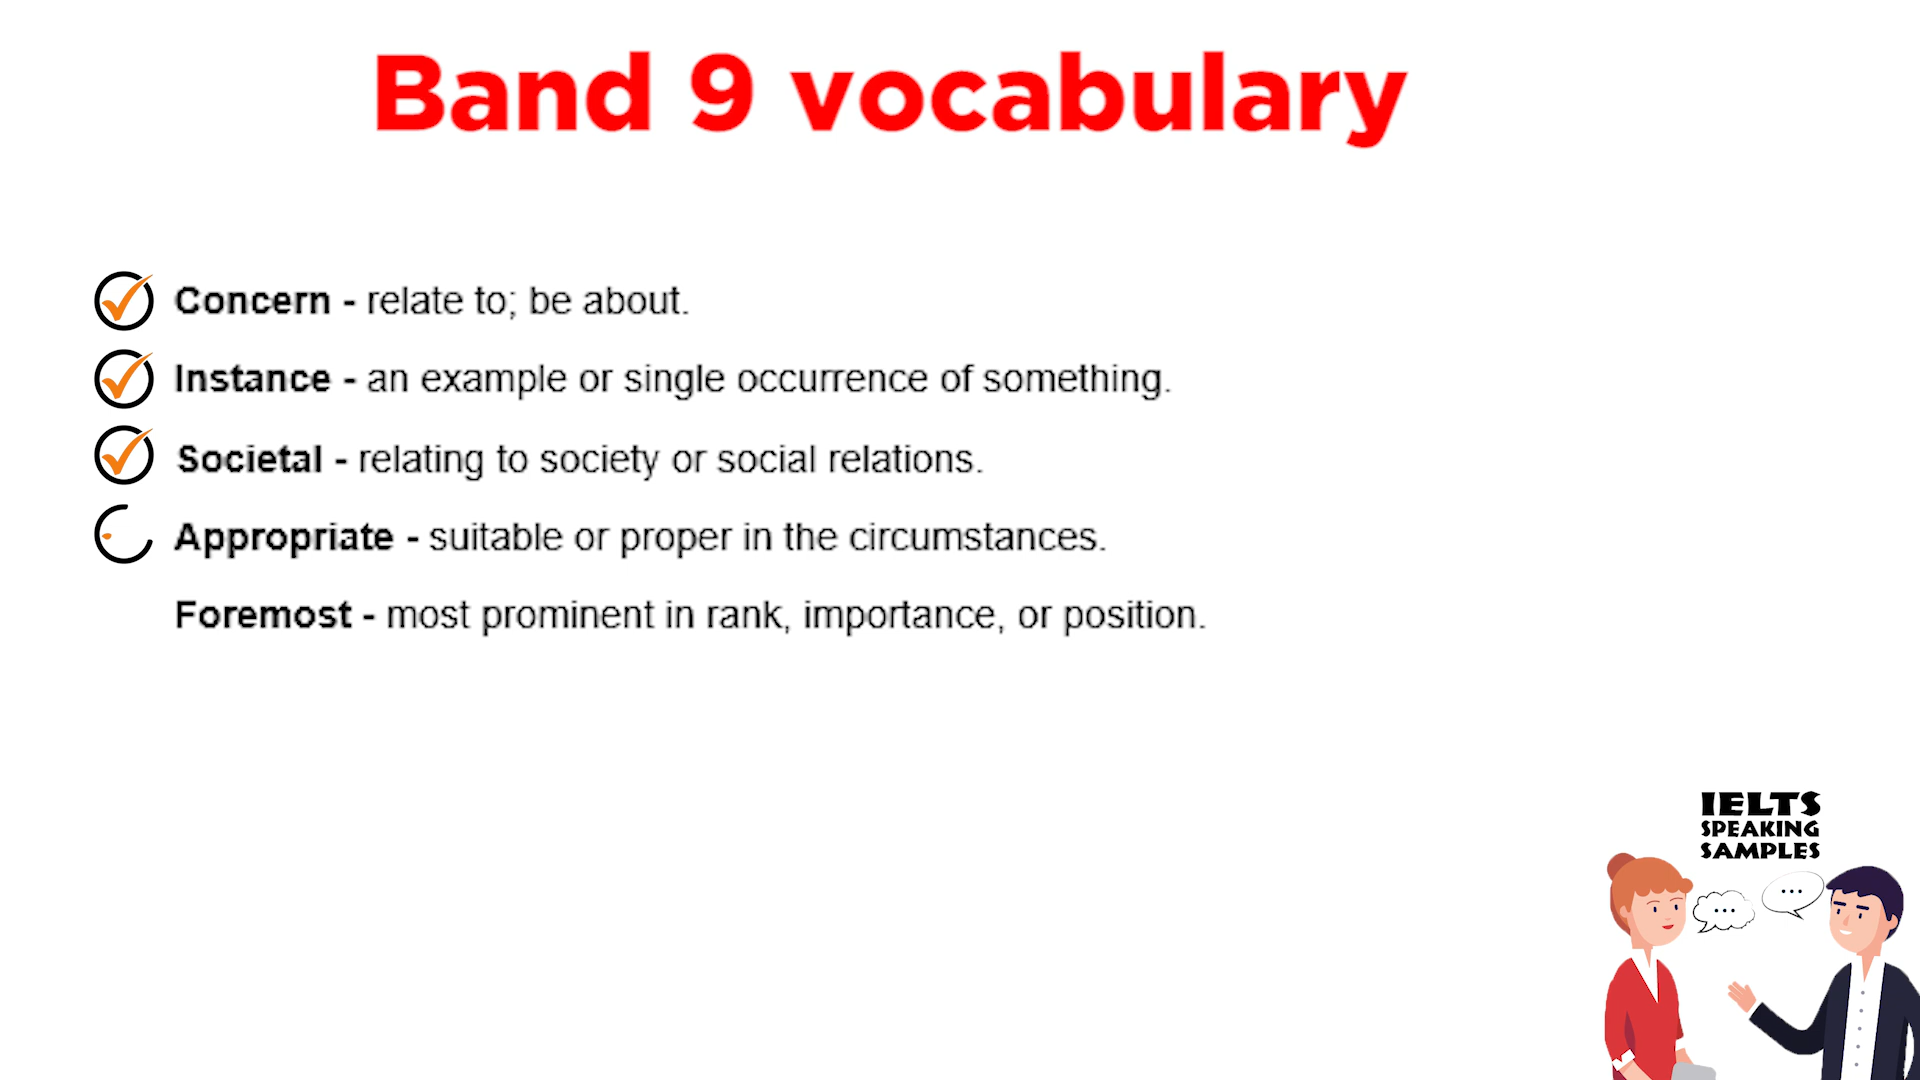 Band 9 vocabulary
Concern - relate to; be about.
Instance - an example or single occurrence of something.
Societal - relating to society or social relations.
Appropriate - suitable or proper in the circumstances.
Foremost - most prominent in rank, importance, or position.
IELTS
SPEAKING
SAMPLES